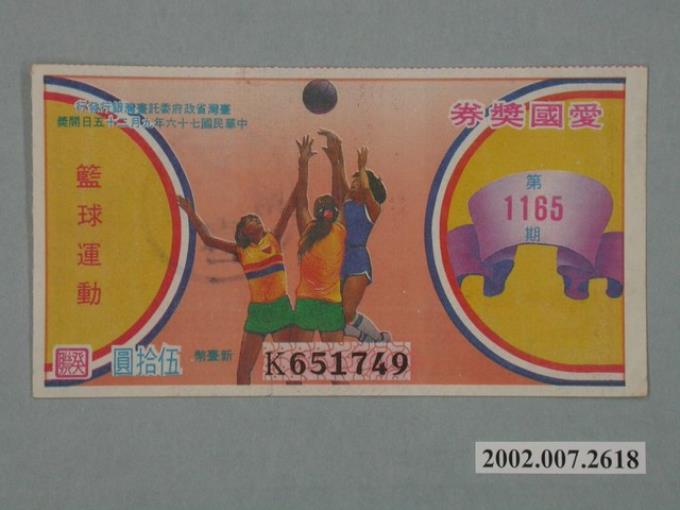 愛國獎券
臺灣省政府委託臺灣銀行發行
中華民國七十六年九月二十五日開獎
籃球運動
第
1165
期
新臺幣
伍拾圓
K651749
2002.007.2618